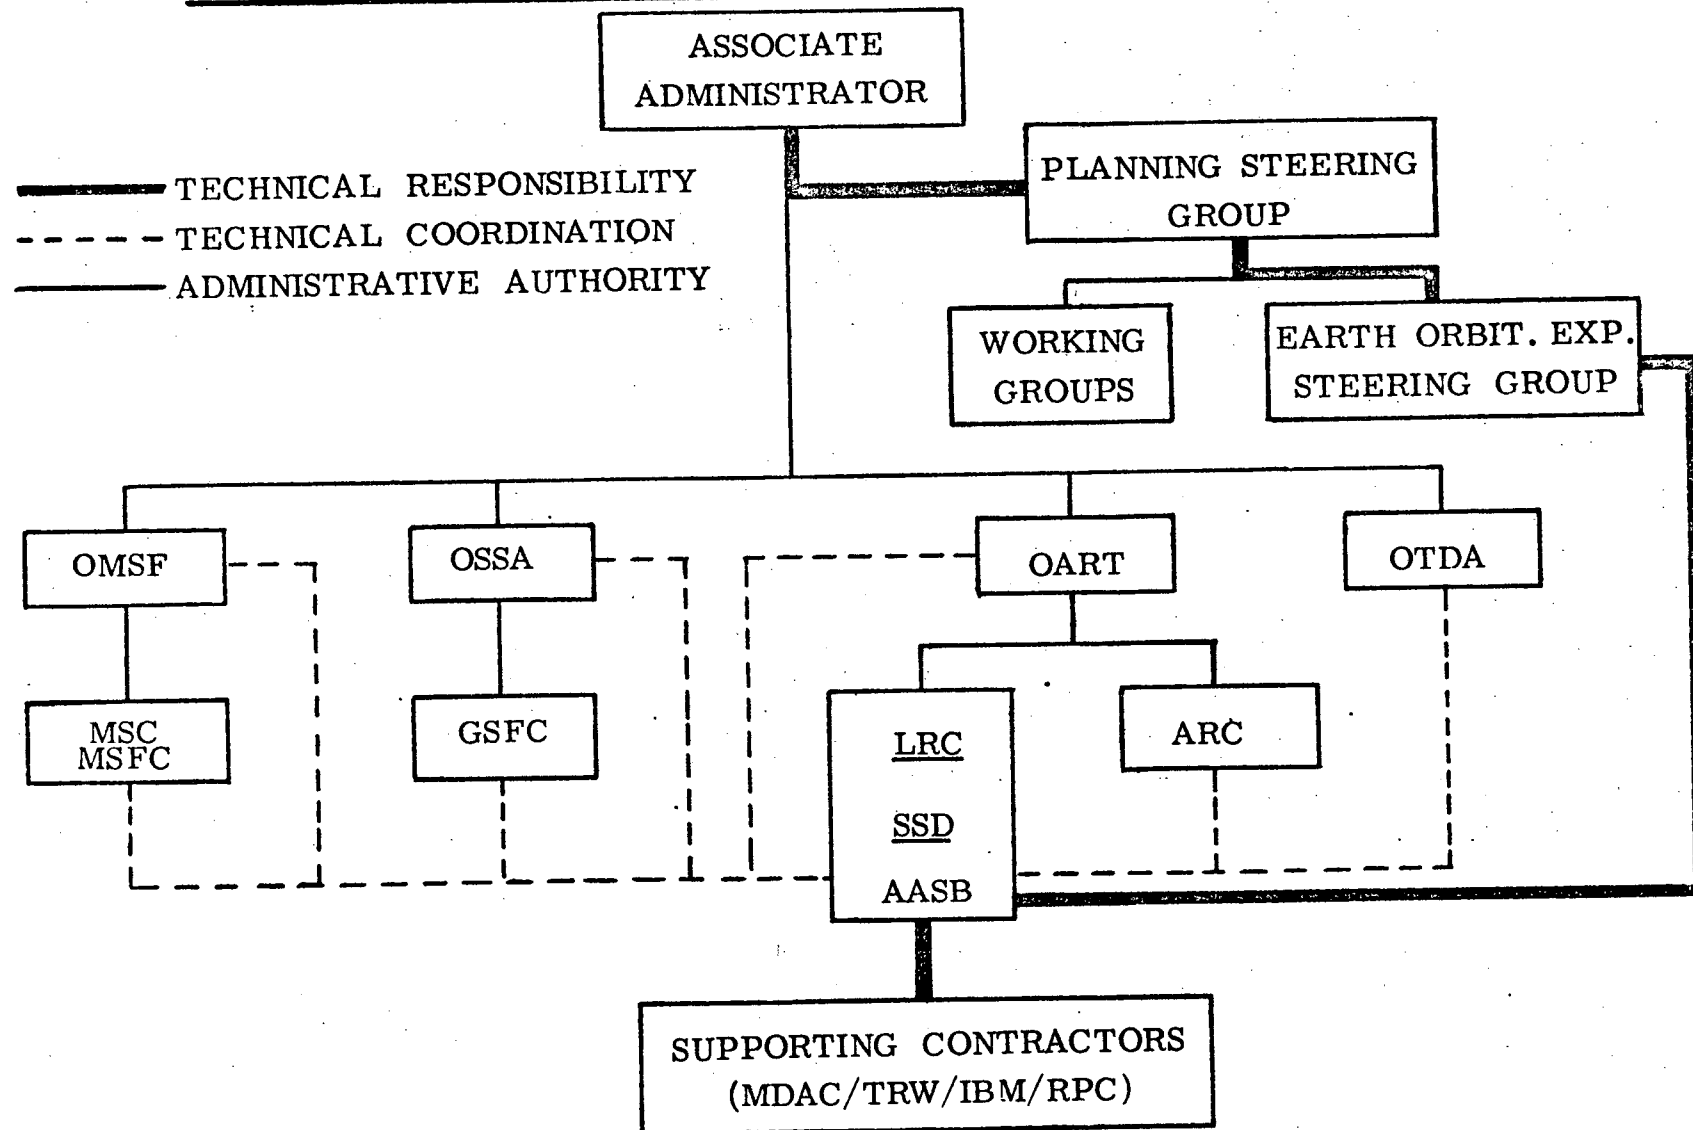 ASSOCIATE
ADMINISTRATOR
PLANNING STEERING
GROUP
TECHNICAL RESPONSIBILITY
TECHNICAL COORDINATION
ADMINISTRATIVE AUTHORITY
WORKING
GROUPS
EARTH ORBIT. EXP.
STEERING GROUP
OMSF
OSSA
OART
OTDA
MSC
MSFC
GSFC
LRC
SSD
AASB
ARC
SUPPORTING CONTRACTORS
(MDAC/TRW/IBM/RPC)